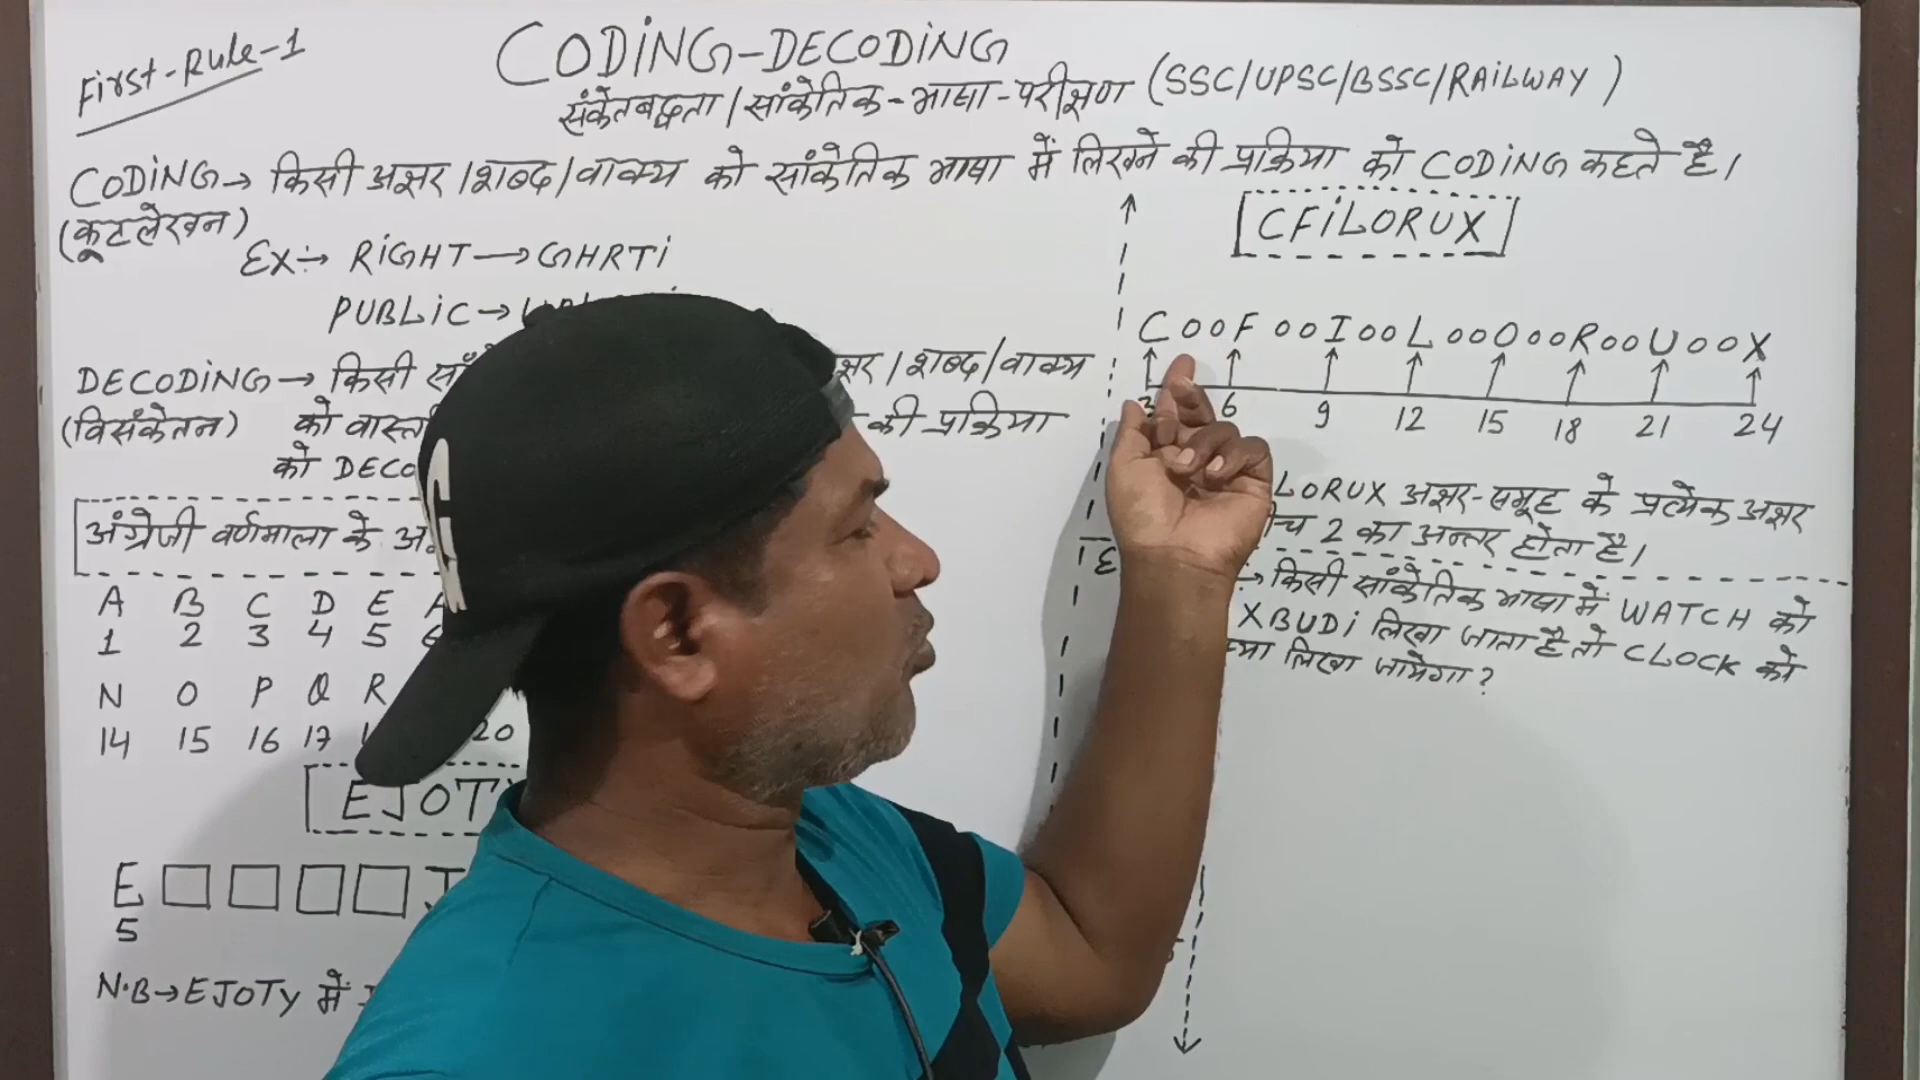 First-Rule-1
CODiNG-DECODiNG
संकेतबद्धता/सांकेतिक-भाषा-परीक्षण (SSC/UPSC/BSSC/RAiLWAY)
CODiNG→ किसी अक्षर/शब्द/वाक्य को सांकेतिक भाषा में लिखने की प्रक्रिया को CODiNG कहते है।
(कूटलेखन)
Ex:→ RiGHT→GHRTi
PUBLiC→
DECODiNG→ किसी
/शब्द/वाक्य
(विसंकेतन) को
की प्रक्रिया
को
अंग्रेजी वर्णमाला के
A B C D E
1 2 3 4 5 6
N O P Q R
14 15 16 17 20
EJOT
E □ □ □ □ J
5
N.B→EJOTY में
[CFiLORUX]
C00F00I00L00O00R00U00X
3 6 9 12 15 18 21 24
LORUX अक्षर-समूह के प्रत्येक अक्षर
2 का अन्तर होता है।
किसी सांकेतिक भाषा में WATCH को
XBUDi लिखा जाता है तो CLOCK को
लिखा जायेगा?